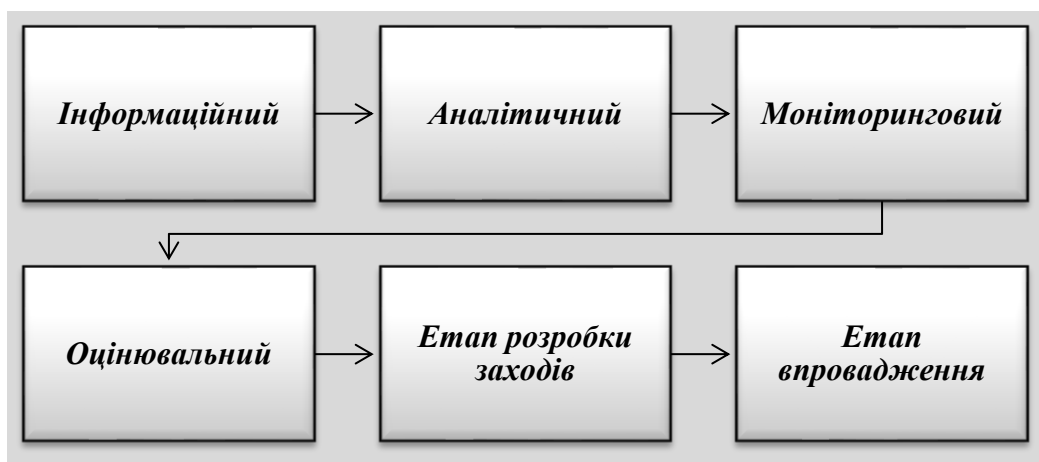 Інформаційний
Аналітичний
Моніторинговий
Оцінювальний
Етап розробки
заходів
Етап
впровадження